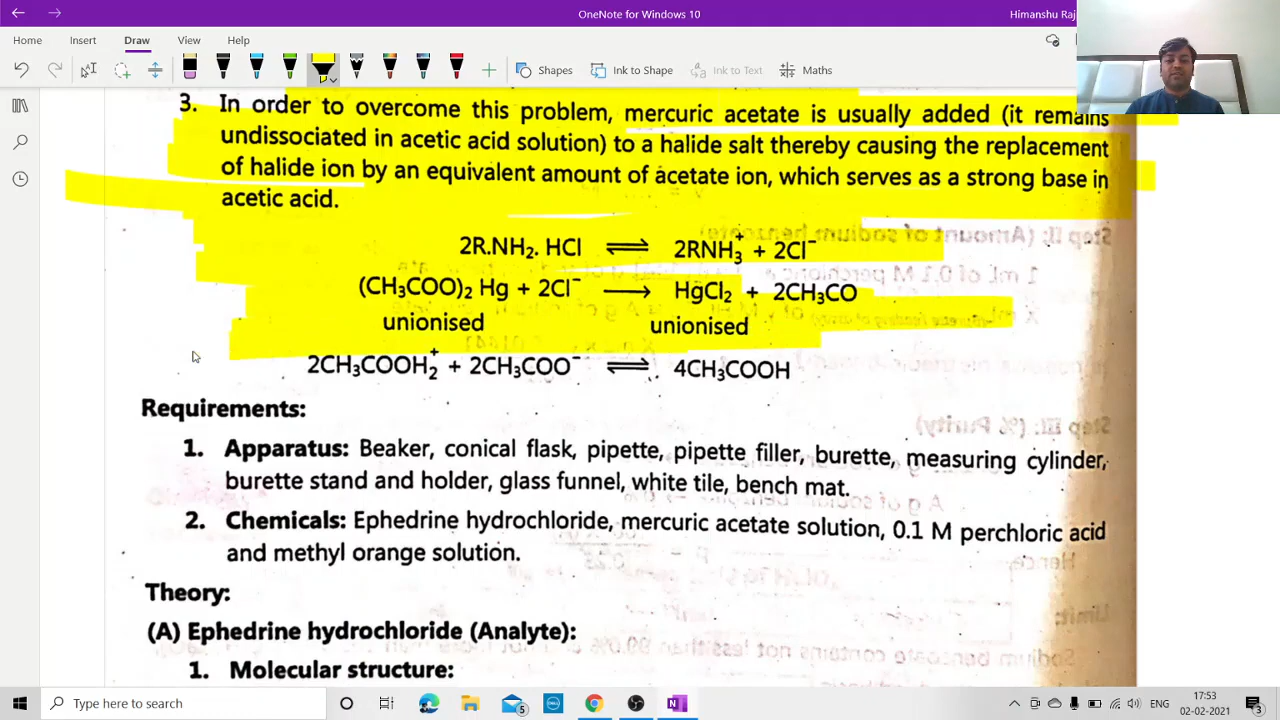 OneNote for Windows 10
Himanshu Raj
Home Insert Draw View Help
Shapes Ink to Shape Ink to Text Maths
3. In order to overcome this problem, mercuric acetate is usually added (it remains
undissociated in acetic acid solution) to a halide salt thereby causing the replacement
of halide ion by an equivalent amount of acetate ion, which serves as a strong base in
acetic acid.
2R.NH₂. HCl ⇌ 2RNH₃⁺ + 2Cl⁻
(CH₃COO)₂ Hg + 2Cl⁻ ⟶ HgCl₂ + 2CH₃CO
unionised unionised
2CH₃COOH₂⁺ + 2CH₃COO⁻ ⇌ 4CH₃COOH
Requirements:
1. Apparatus: Beaker, conical flask, pipette, pipette filler, burette, measuring cylinder,
burette stand and holder, glass funnel, white tile, bench mat.
2. Chemicals: Ephedrine hydrochloride, mercuric acetate solution, 0.1 M perchloric acid
and methyl orange solution.
Theory:
(A) Ephedrine hydrochloride (Analyte):
1. Molecular structure:
Type here to search
5
DELL
ENG
17:53
02-02-2021
3